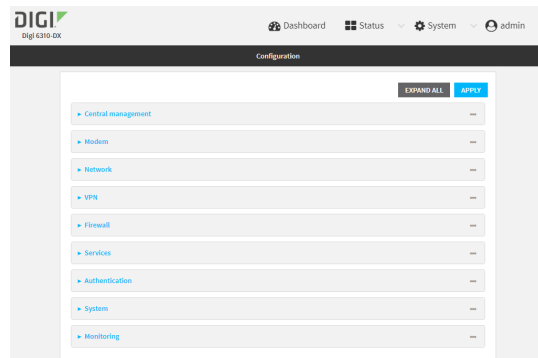 DIGI
Digi 6310-DX
Dashboard Status System admin
Configuration
EXPAND ALL APPLY
Central management
Modem
Network
VPN
Firewall
Services
Authentication
System
Monitoring